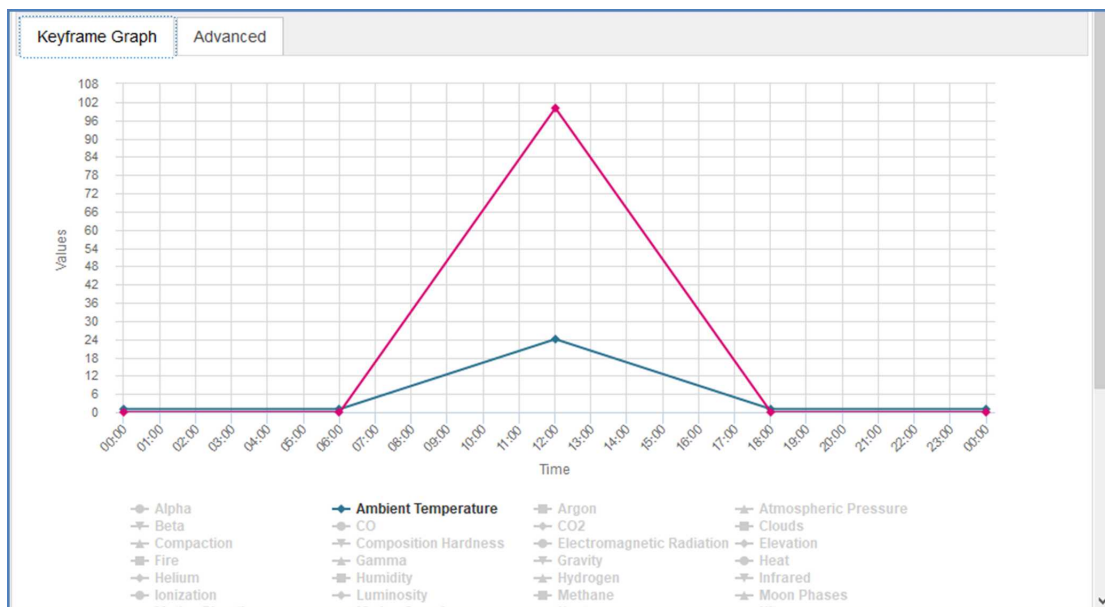 Keyframe Graph Advanced
108
102
96
90
84
78
72
66
60
54
48
42
36
30
24
18
12
6
0
Values
00:00 01:00 02:00 03:00 04:00 05:00 06:00 07:00 08:00 09:00 10:00 11:00 12:00 13:00 14:00 15:00 16:00 17:00 18:00 19:00 20:00 21:00 22:00 23:00 00:00
Time
Alpha Ambient Temperature Argon Atmospheric Pressure
Beta CO CO2 Clouds
Compaction Composition Hardness Electromagnetic Radiation Elevation
Fire Gamma Gravity Heat
Helium Humidity Hydrogen Infrared
Ionization Luminosity Methane Moon Phases